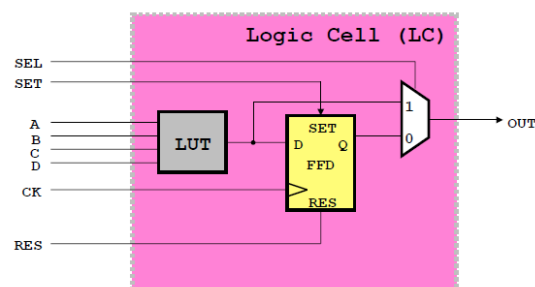 Logic Cell (LC)
SEL
SET
1
A
B
C
D
LUT
SET
D Q
FFD
RES
0
OUT
CK
RES